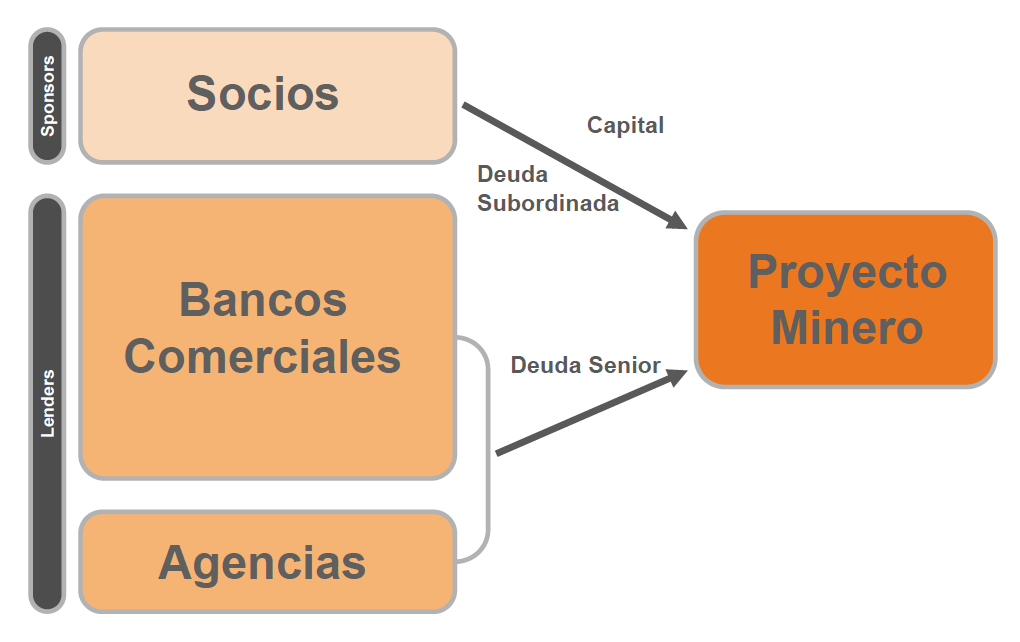 Sponsors
Socios
Capital
Deuda
Subordinada
Proyecto
Minero
Lenders
Bancos
Comerciales
Deuda Senior
Agencias